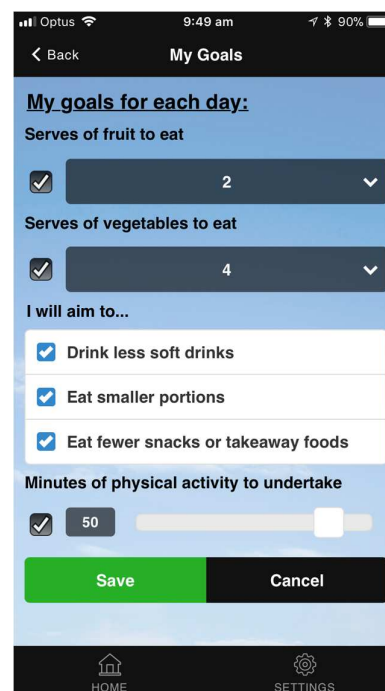 Optus 9:49 am 90%
Back My Goals
My goals for each day:
Serves of fruit to eat
2
Serves of vegetables to eat
4
I will aim to...
Drink less soft drinks
Eat smaller portions
Eat fewer snacks or takeaway foods
Minutes of physical activity to undertake
50
Save Cancel
HOME SETTINGS